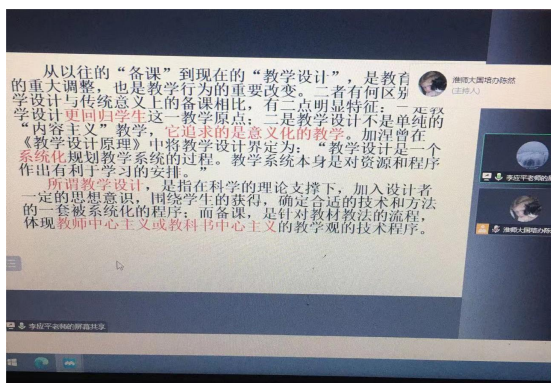 从以往的“备课”到现在的“教学设计”，是教育
的重大调整，也是教学行为的重要改变。二者有何区别
学设计与传统意义上的备课相比，有二点明显特征：一是教
学设计更回归学生这一教学原点；二是教学设计不是单纯的
“内容主义”教学，它追求的是意义化的教学。加涅曾在
《教学设计原理》中将教学设计界定为：“教学设计是一个
系统化规划教学系统的过程。教学系统本身是对资源和程序
作出有利于学习的安排。”
所谓教学设计，是指在科学的理论支撑下，加入设计者
一定的思想意识，围绕学生的获得，确定合适的技术和方法
的一套被系统化的程序；而备课，是针对教材教法的流程，
体现教师中心主义或教科书中心主义的教学观的技术程序。
淮师大国培办陈然
(主持人)
李应平老师的屏
淮师大国培办陈
李应平老师的屏幕共享